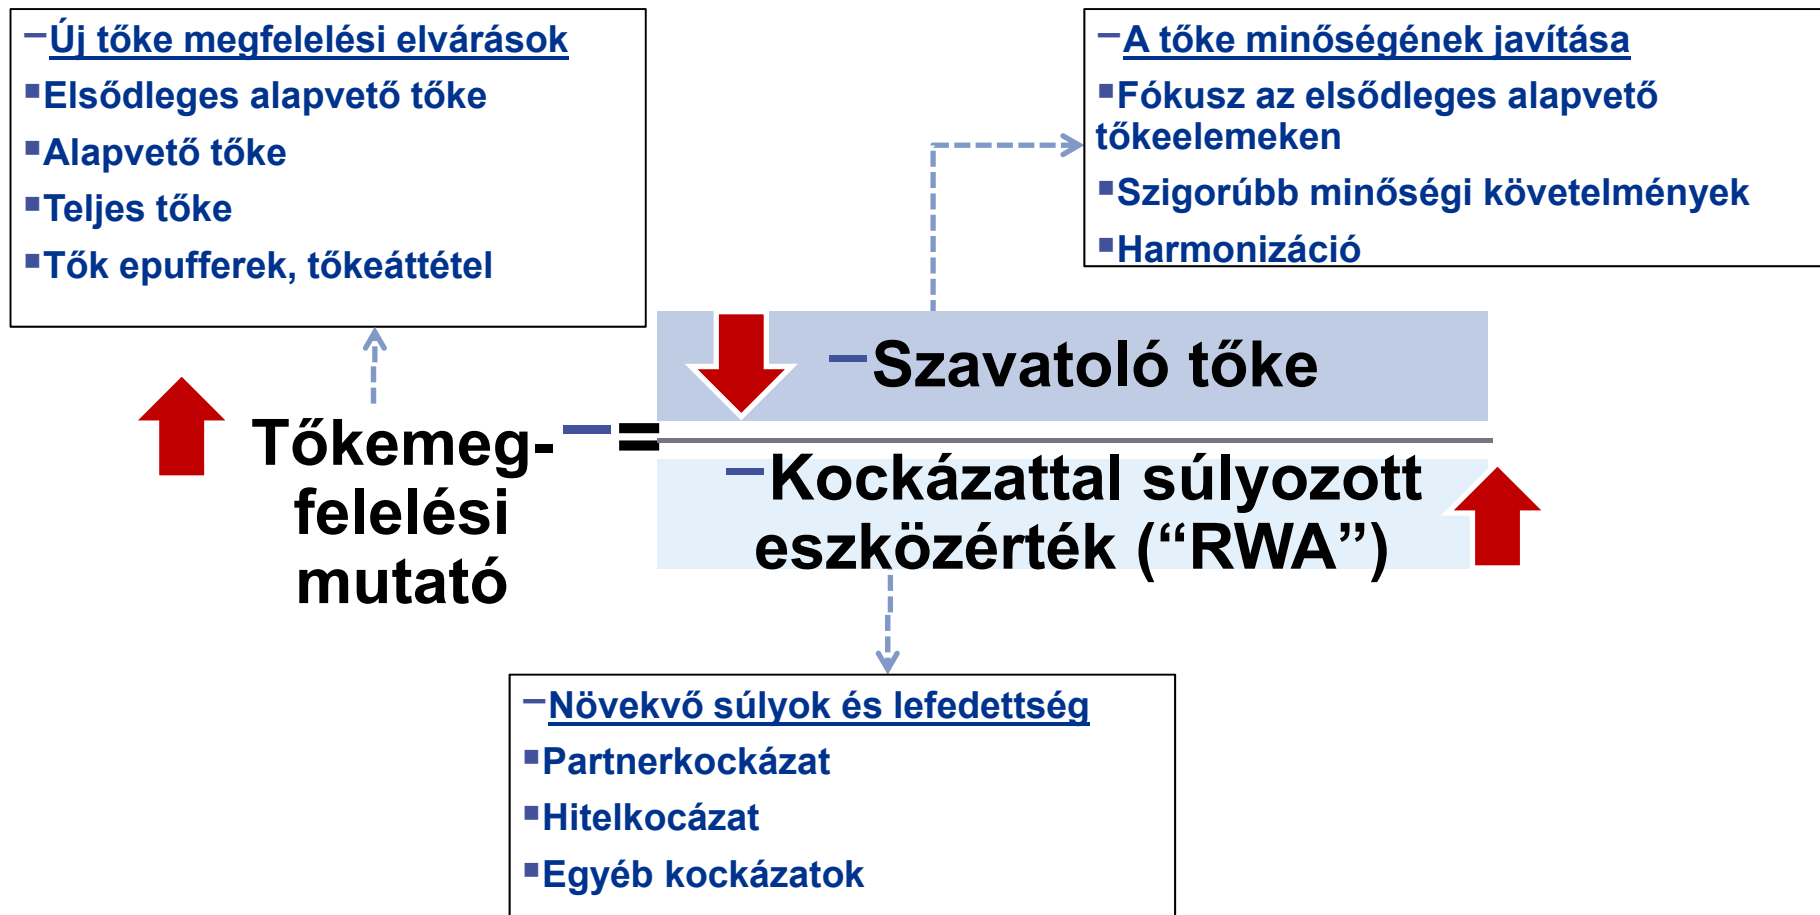 –Új tőke megfelelési elvárások
▪Elsődleges alapvető tőke
▪Alapvető tőke
▪Teljes tőke
▪Tők epufferek, tőkeáttétel
–A tőke minőségének javítása
▪Fókusz az elsődleges alapvető
tőkeelemeken
▪Szigorúbb minőségi követelmények
▪Harmonizáció
Tőkemeg-
felelési
mutató
–=
–Szavatoló tőke
–Kockázattal súlyozott
eszközérték (“RWA”)
–Növekvő súlyok és lefedettség
▪Partnerkockázat
▪Hitelkocázat
▪Egyéb kockázatok